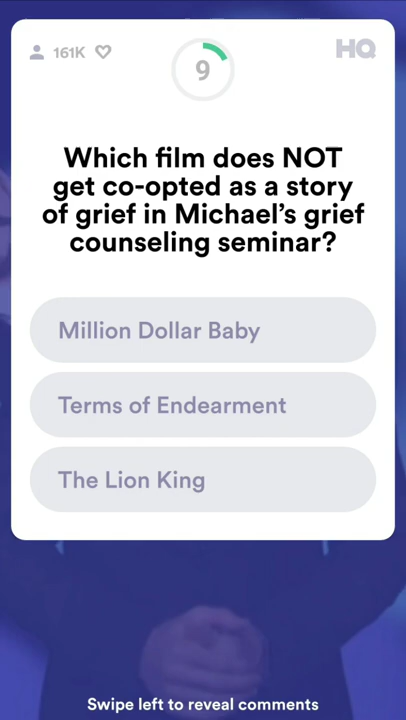 161K
9
HQ
Which film does NOT
get co-opted as a story
of grief in Michael's grief
counseling seminar?
Million Dollar Baby
Terms of Endearment
The Lion King
Swipe left to reveal comments